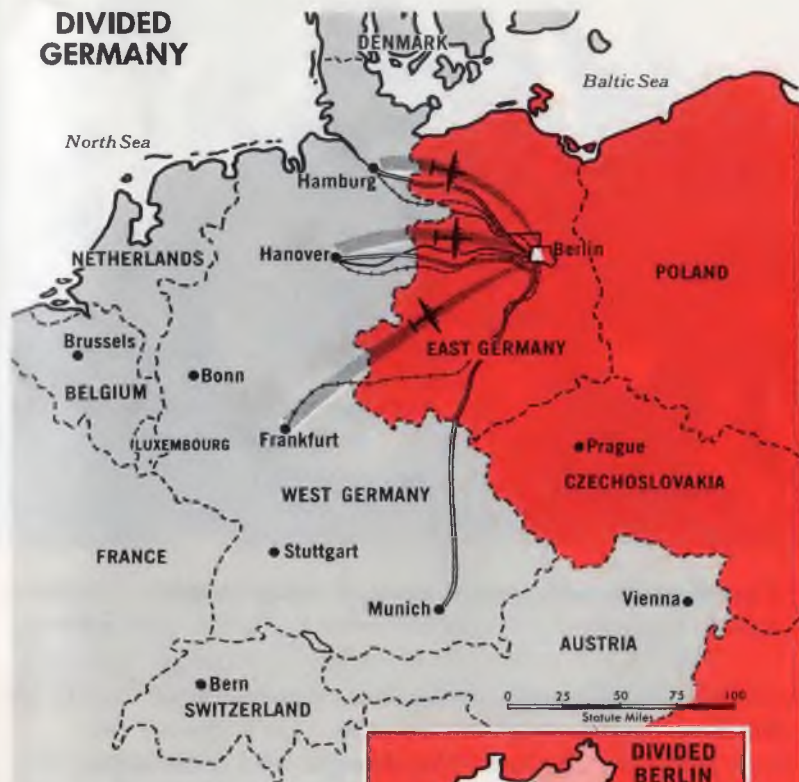 DIVIDED
GERMANY
DENMARK
Baltic Sea
North Sea
Hamburg
Hanover
Berlin
NETHERLANDS
POLAND
Brussels
EAST GERMANY
Bonn
BELGIUM
LUXEMBOURG
Frankfurt
Prague
WEST GERMANY
CZECHOSLOVAKIA
FRANCE
Stuttgart
Munich
Vienna
AUSTRIA
Bern
SWITZERLAND
0 25 50 75 100
Statute Miles
DIVIDED
BERLIN